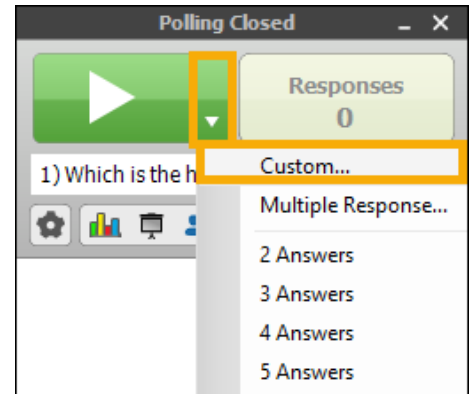 Polling Closed
Responses
0
1) Which is the h
Custom...
Multiple Response...
2 Answers
3 Answers
4 Answers
5 Answers